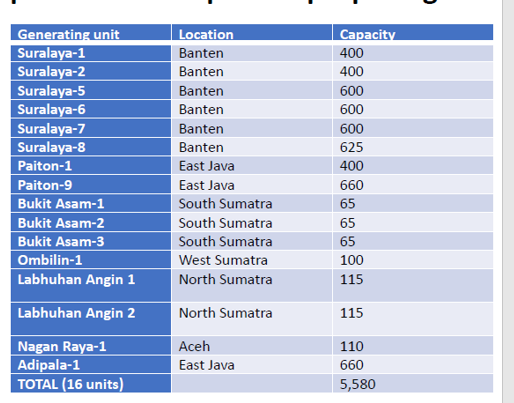 Generating unit Location Capacity
Suralaya-1 Banten 400
Suralaya-2 Banten 400
Suralaya-5 Banten 600
Suralaya-6 Banten 600
Suralaya-7 Banten 600
Suralaya-8 Banten 625
Paiton-1 East Java 400
Paiton-9 East Java 660
Bukit Asam-1 South Sumatra 65
Bukit Asam-2 South Sumatra 65
Bukit Asam-3 South Sumatra 65
Ombilin-1 West Sumatra 100
Labhuhan Angin 1 North Sumatra 115
Labhuhan Angin 2 North Sumatra 115
Nagan Raya-1 Aceh 110
Adipala-1 East Java 660
TOTAL (16 units) 5,580